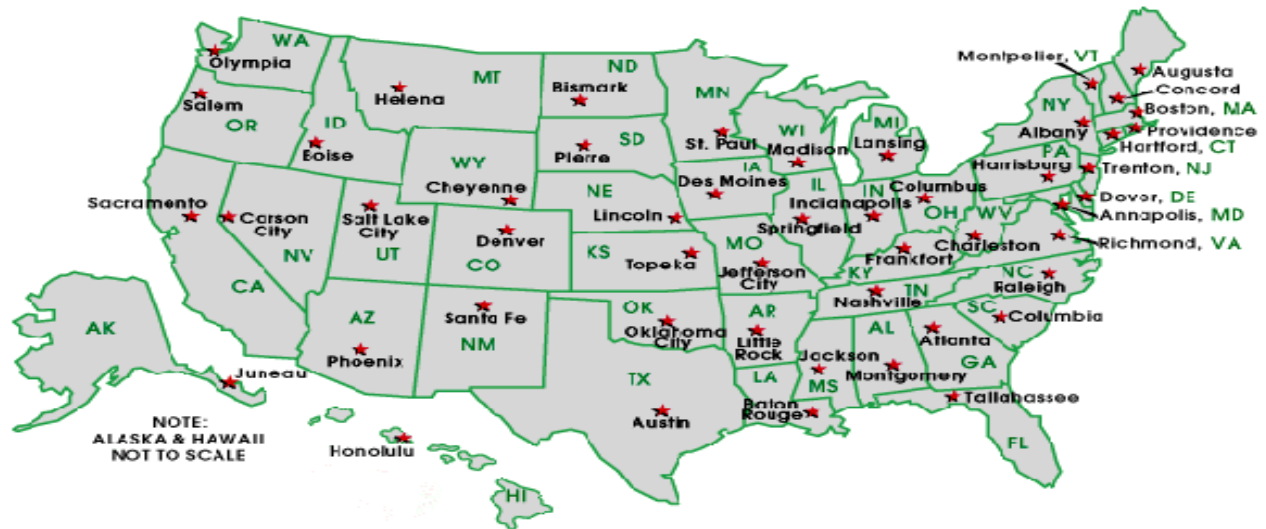 WA
Olympia
MT
Helena
ND
Bismark
MN
Montpelier, VT
Augusta
Concord
Boston, MA
Providence
Hartford, CT
NY
Albany
Salem
OR
ID
Boise
SD
Pierre
St. Paul
WI
Madison
MI
Lansing
PA
Harrisburg
Trenton, NJ
WY
Cheyenne
NE
Lincoln
IA
Des Moines
IL
Springfield
IN
Indianapolis
Columbus
OH
WV
Charleston
Dover, DE
Annapolis, MD
Richmond, VA
Sacramento
Carson
City
NV
Salt Lake
City
UT
Denver
CO
KS
Topeka
MO
Jefferson
City
Frankfort
KY
CA
AZ
Phoenix
Santa Fe
NM
OK
Oklahoma
City
AR
Little
Rock
Nashville
TN
NC
Raleigh
SC
Columbia
AL
Montgomery
Atlanta
GA
Jackson
MS
TX
Austin
LA
Baton
Rouge
Tallahassee
FL
AK
Juneau
NOTE:
ALASKA & HAWAII
NOT TO SCALE
Honolulu
HI